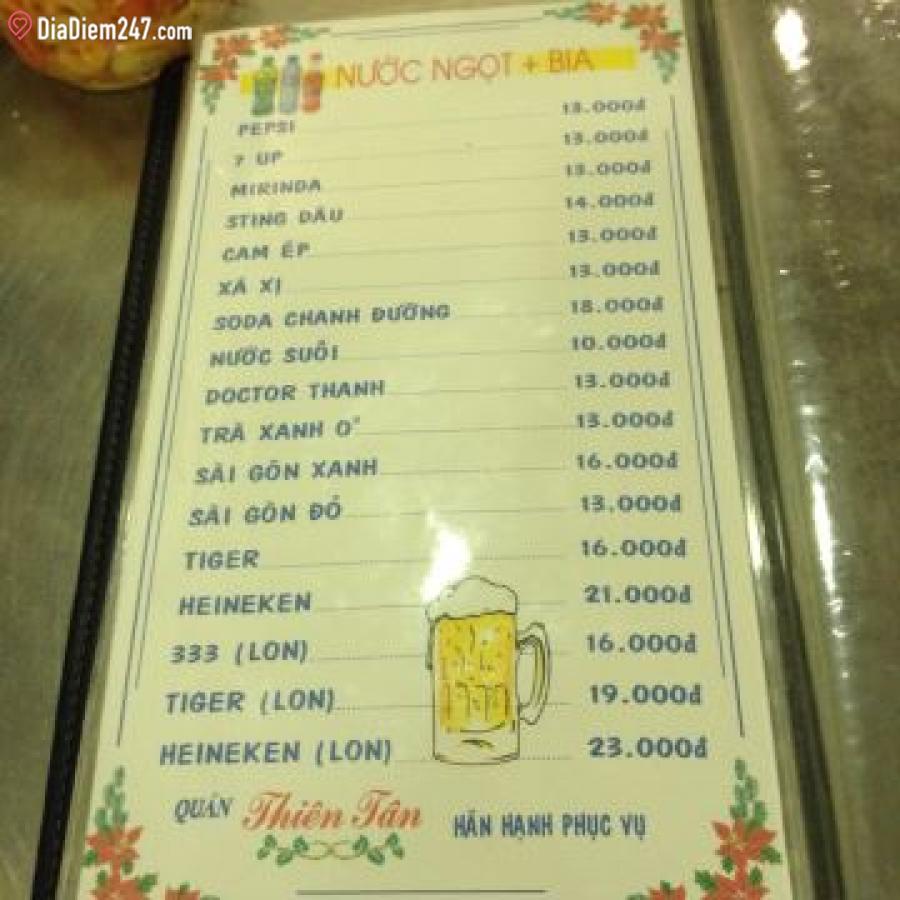 DiaDiem247.com
NƯỚC NGỌT + BIA
PEPSI 13.000đ
7 UP 13.000đ
MIRINDA 13.000đ
STING DÂU 14.000đ
CAM ÉP 13.000đ
XÁ XỊ 13.000đ
SODA CHANH ĐƯỜNG 18.000đ
NƯỚC SUỐI 10.000đ
DOCTOR THANH 13.000đ
TRÀ XANH O° 13.000đ
SÀI GÒN XANH 16.000đ
SÀI GÒN ĐỎ 13.000đ
TIGER 16.000đ
HEINEKEN 21.000đ
333 (LON) 16.000đ
TIGER (LON) 19.000đ
HEINEKEN (LON) 23.000đ
QUÁN Thiên Tân HÂN HẠNH PHỤC VỤ